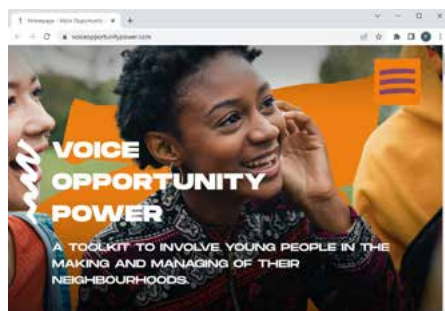 Homepage - Voice Opportunity
voiceopportunitypower.com
VOICE
OPPORTUNITY
POWER
A TOOLKIT TO INVOLVE YOUNG PEOPLE IN THE
MAKING AND MANAGING OF THEIR
NEIGHBOURHOODS.